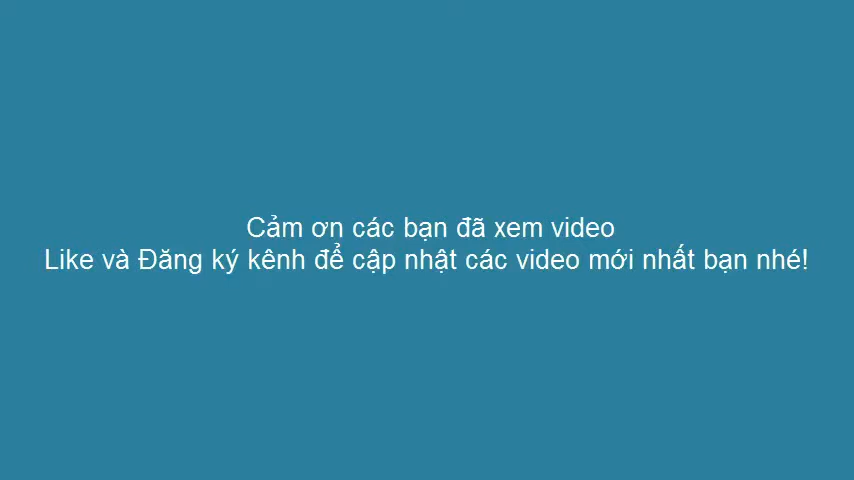 Cảm ơn các bạn đã xem video
Like và Đăng ký kênh để cập nhật các video mới nhất bạn nhé!